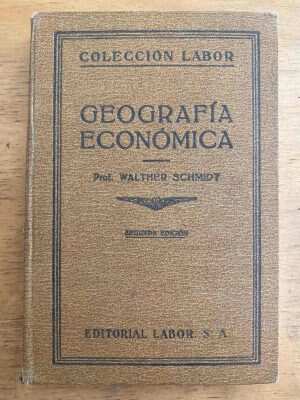 COLECCIÓN LABOR
GEOGRAFÍA
ECONÓMICA
Prof. WALTHER SCHMIDT
SEGUNDA EDICIÓN
EDITORIAL LABOR, S. A.